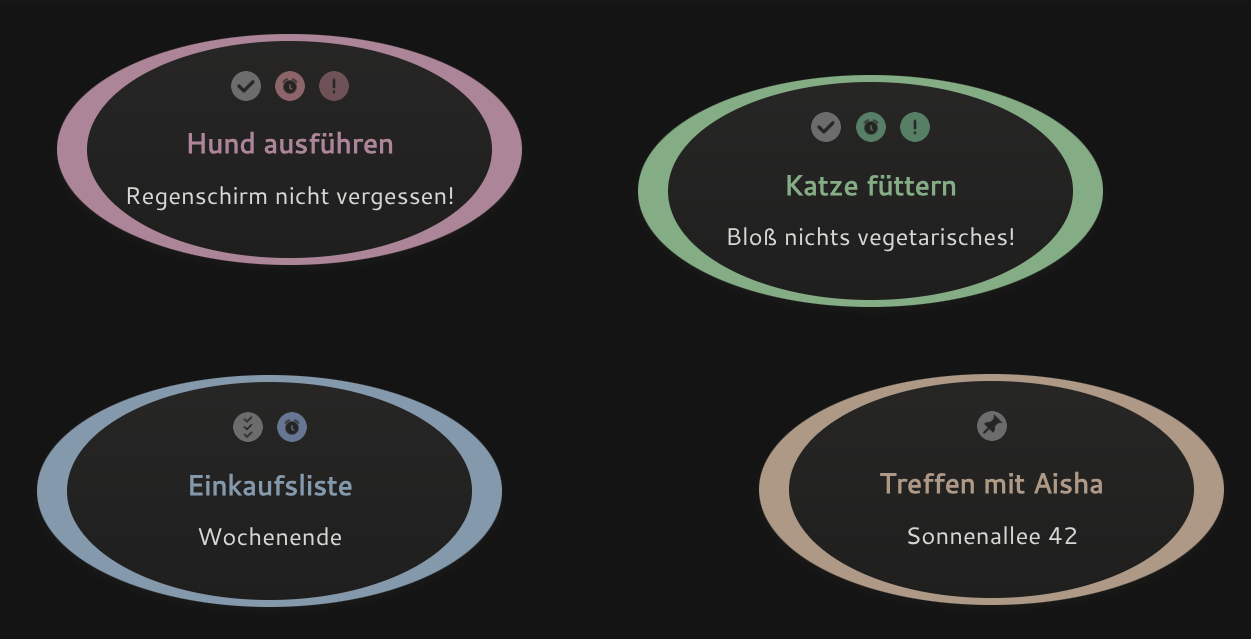 Hund ausführen
Regenschirm nicht vergessen!
Katze füttern
Bloß nichts vegetarisches!
Einkaufsliste
Wochenende
Treffen mit Aisha
Sonnenallee 42